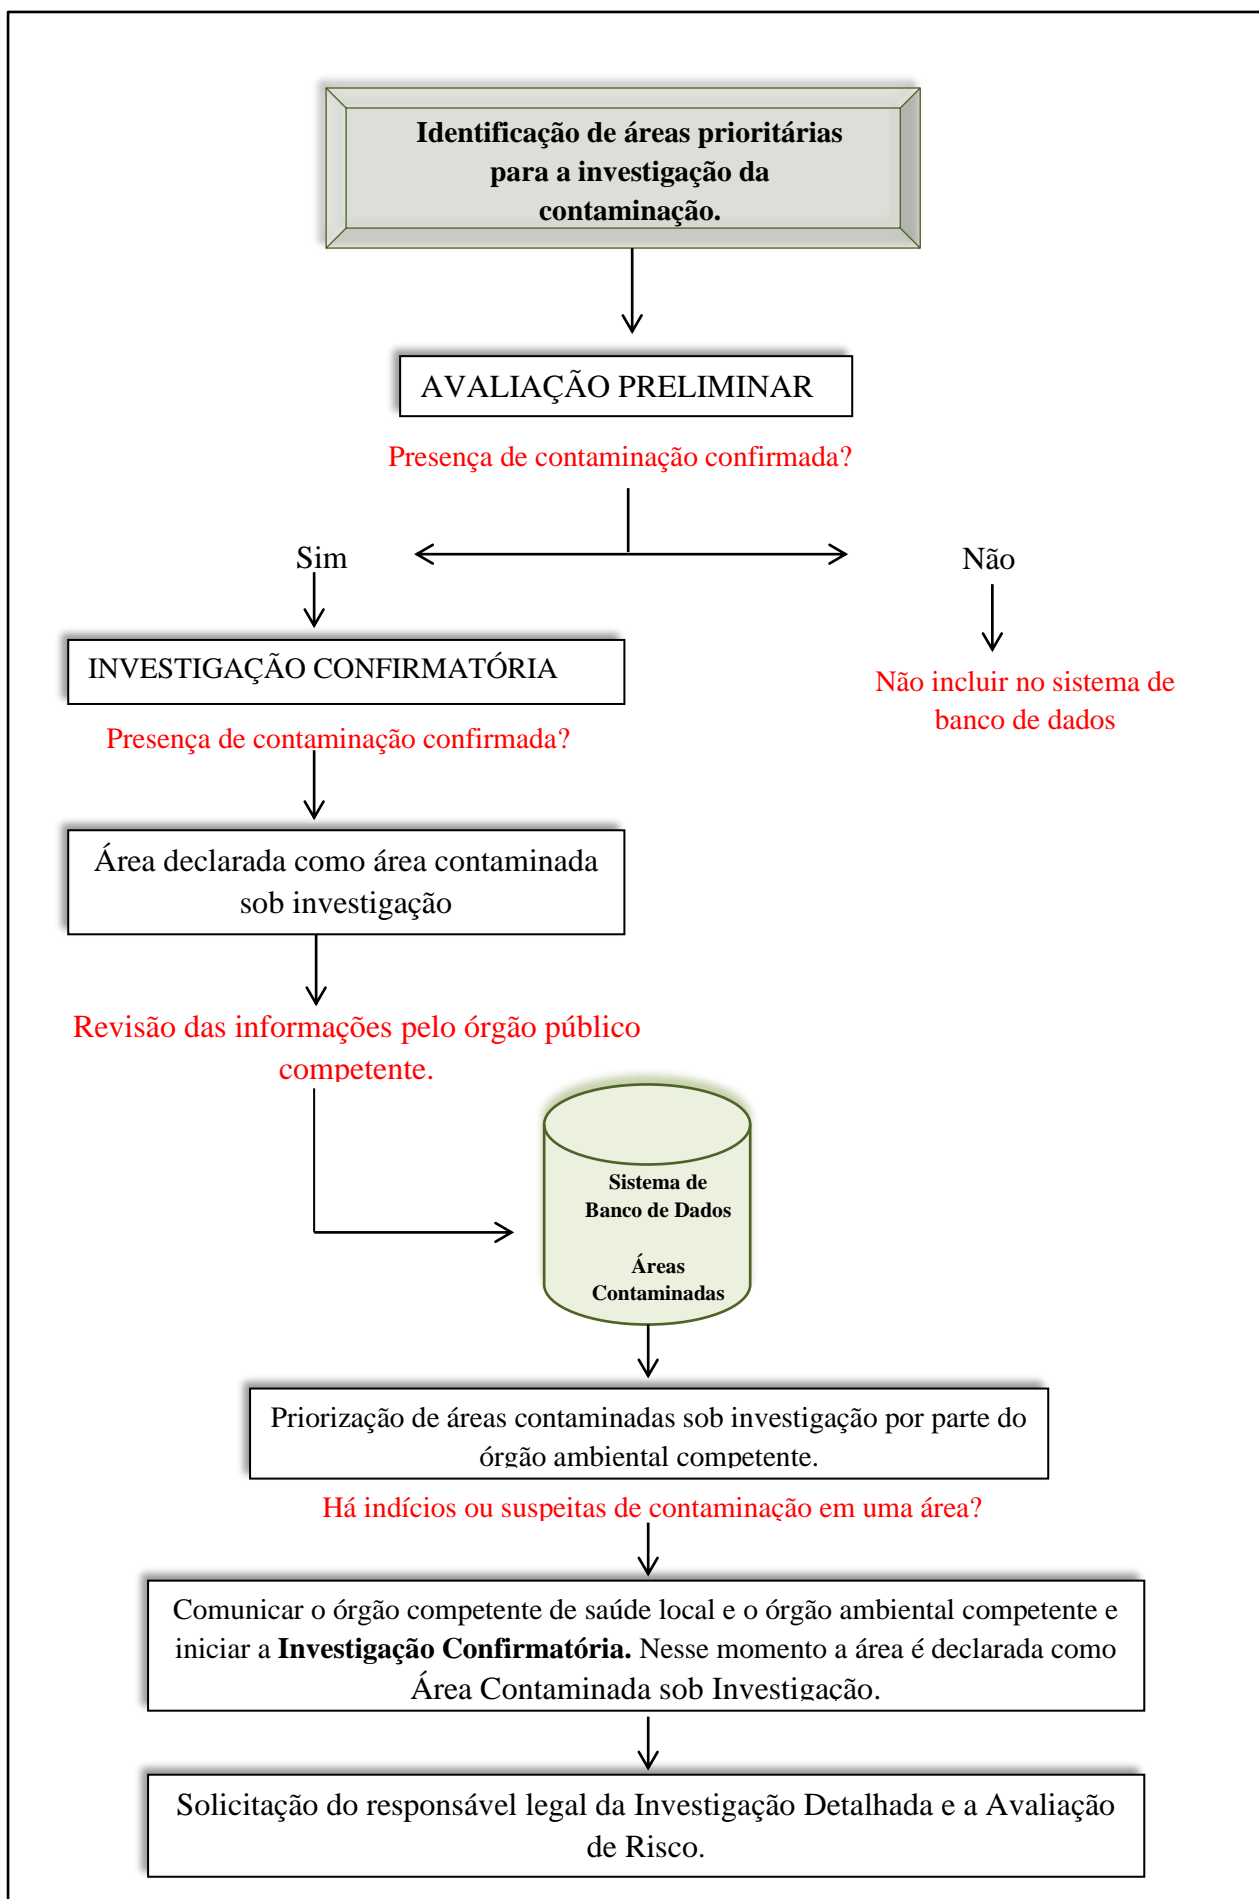 Identificação de áreas prioritárias
para a investigação da
contaminação.
AVALIAÇÃO PRELIMINAR
Presença de contaminação confirmada?
Sim
Não
INVESTIGAÇÃO CONFIRMATÓRIA
Não incluir no sistema de
banco de dados
Presença de contaminação confirmada?
Área declarada como área contaminada
sob investigação
Revisão das informações pelo órgão público
competente.
Sistema de
Banco de Dados
Áreas
Contaminadas
Priorização de áreas contaminadas sob investigação por parte do
órgão ambiental competente.
Há indícios ou suspeitas de contaminação em uma área?
Comunicar o órgão competente de saúde local e o órgão ambiental competente e
iniciar a Investigação Confirmatória. Nesse momento a área é declarada como
Área Contaminada sob Investigação.
Solicitação do responsável legal da Investigação Detalhada e a Avaliação
de Risco.